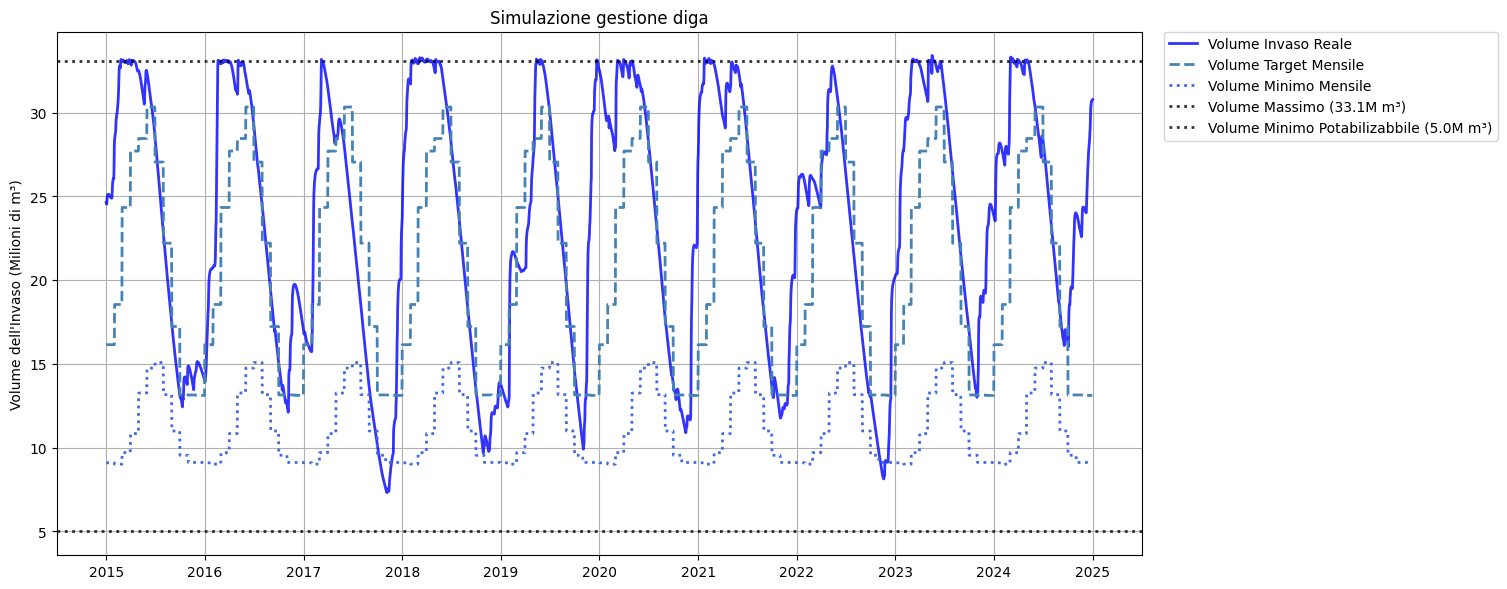 Simulazione gestione diga
Volume dell'Invaso (Milioni di m³)
30
25
20
15
10
5
2015 2016 2017 2018 2019 2020 2021 2022 2023 2024 2025
Volume Invaso Reale
Volume Target Mensile
Volume Minimo Mensile
Volume Massimo (33.1M m³)
Volume Minimo Potabilizabbile (5.0M m³)